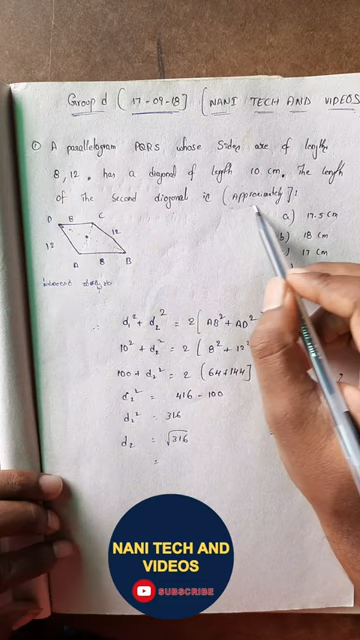 Group d ( 17-09-18 ) [ NANI TECH AND VIDEOS
① A parallelogram PQRS whose Sides are of length
8, 12. has a diagonal of length 10 cm. The length
of the second diagonal is ( Approximately ]:
a) 17.5 cm
b) 18 cm
) 17 cm
D 8 C
12 12
A 8 B
∴ d₁² + d₂² = 2 [ AB² + AD²
10² + d₂² = 2 [ 8² + 12²
100 + d₂² = 2 ( 64 + 144 ]
d₂² = 416 - 100
d₂² = 316
d₂ = √316
=
NANI TECH AND
VIDEOS
SUBSCRIBE